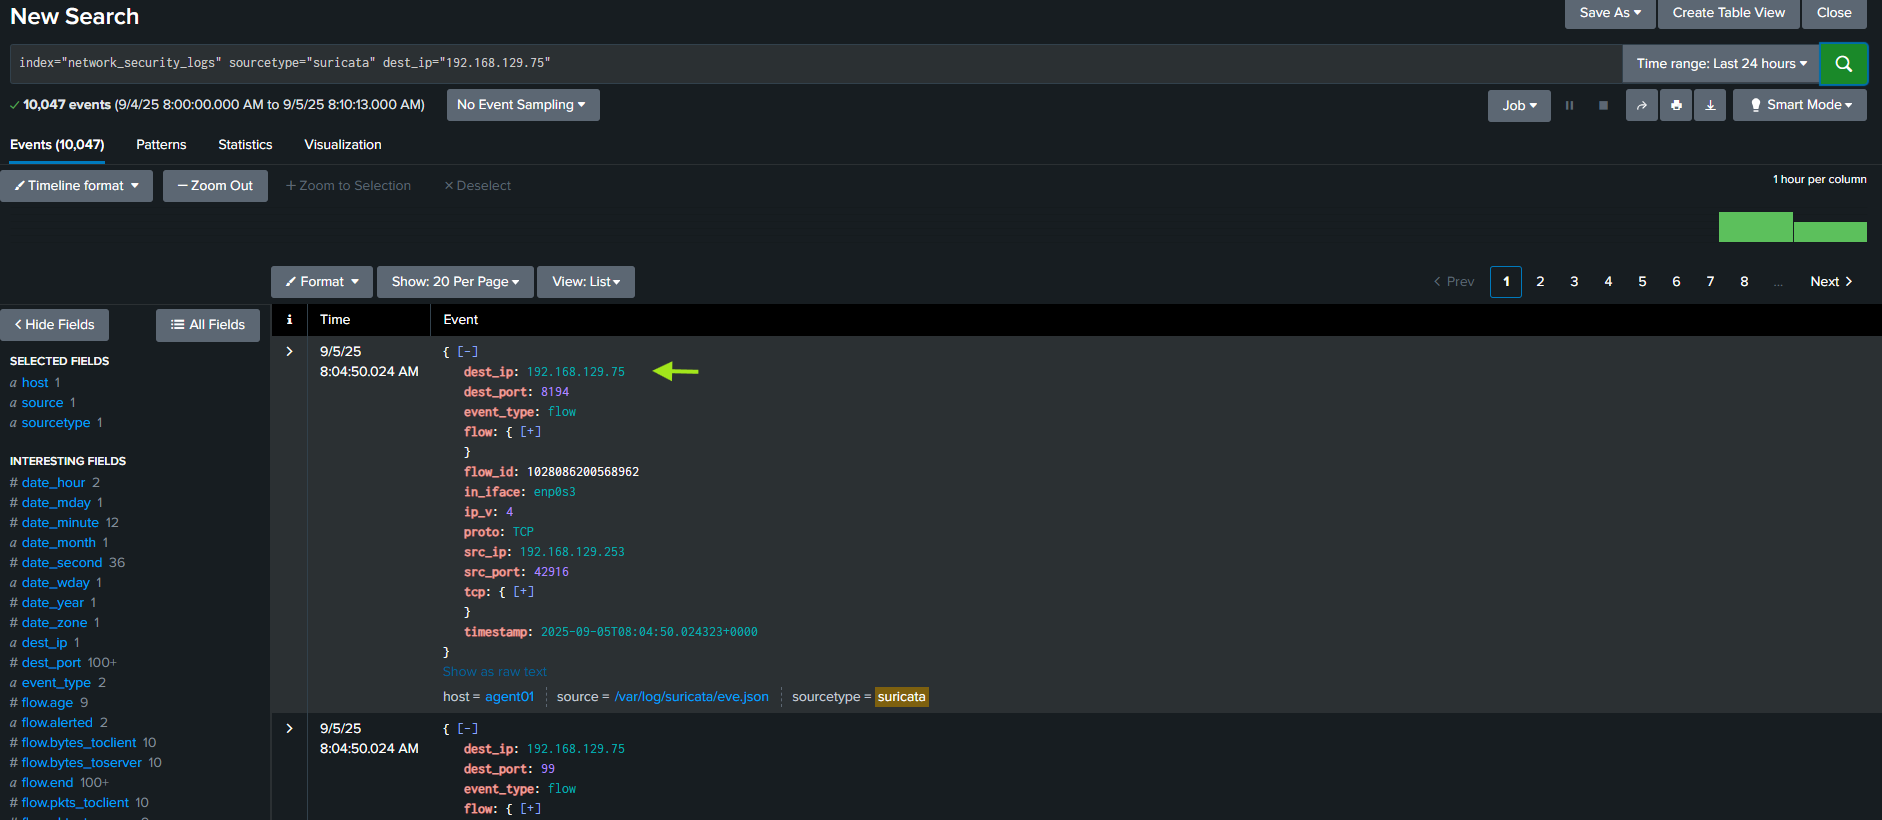 New Search
Save As
Create Table View
Close
index="network_security_logs" sourcetype="suricata" dest_ip="192.168.129.75"
Time range: Last 24 hours
10,047 events (9/4/25 8:00:00.000 AM to 9/5/25 8:10:13.000 AM)
No Event Sampling
Job
Smart Mode
Events (10,047)
Patterns
Statistics
Visualization
Timeline format
— Zoom Out
+ Zoom to Selection
× Deselect
1 hour per column
Format
Show: 20 Per Page
View: List
< Prev
1
2
3
4
5
6
7
8
...
Next >
< Hide Fields
All Fields
i
Time
Event
SELECTED FIELDS
a host 1
a source 1
a sourcetype 1
INTERESTING FIELDS
# date_hour 2
# date_mday 1
# date_minute 12
a date_month 1
# date_second 36
a date_wday 1
# date_year 1
# date_zone 1
a dest_ip 1
# dest_port 100+
a event_type 2
# flow.age 9
a flow.alerted 2
# flow.bytes_toclient 10
# flow.bytes_toserver 10
a flow.end 100+
# flow.pkts_toclient 10
9/5/25
8:04:50.024 AM
{ [-]
dest_ip: 192.168.129.75
dest_port: 8194
event_type: flow
flow: { [+]
}
flow_id: 1028086200568962
in_iface: enp0s3
ip_v: 4
proto: TCP
src_ip: 192.168.129.253
src_port: 42916
tcp: { [+]
}
timestamp: 2025-09-05T08:04:50.024323+0000
}
Show as raw text
host = agent01
source = /var/log/suricata/eve.json
sourcetype = suricata
9/5/25
8:04:50.024 AM
{ [-]
dest_ip: 192.168.129.75
dest_port: 99
event_type: flow
flow: { [+]